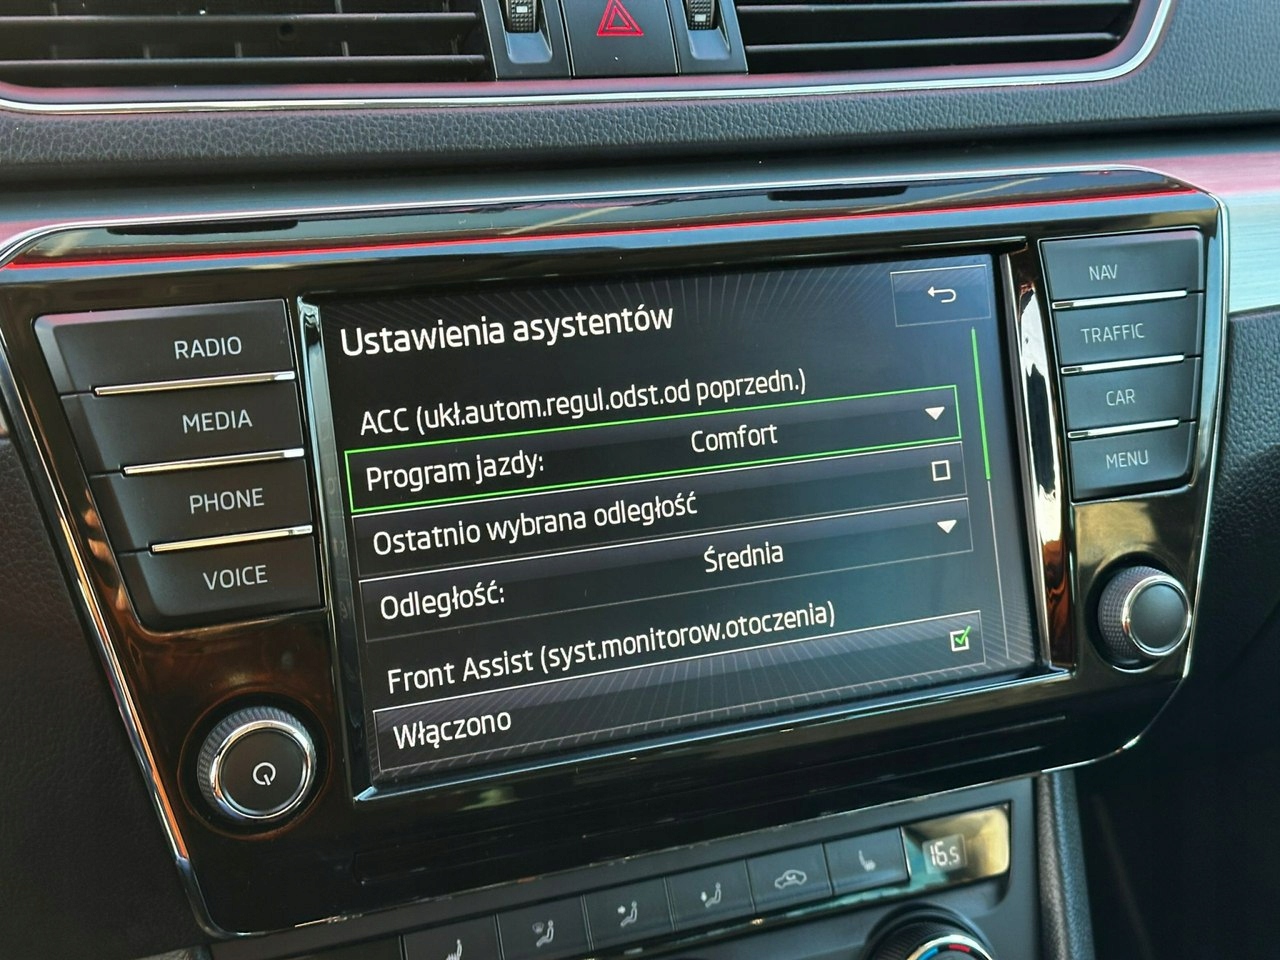 RADIO
MEDIA
PHONE
VOICE
Ustawienia asystentów
ACC (ukł.autom.regul.odst.od poprzedn.)
Program jazdy: Comfort
Ostatnio wybrana odległość
Odległość: Średnia
Front Assist (syst.monitorow.otoczenia)
Włączono
NAV
TRAFFIC
CAR
MENU
16.5